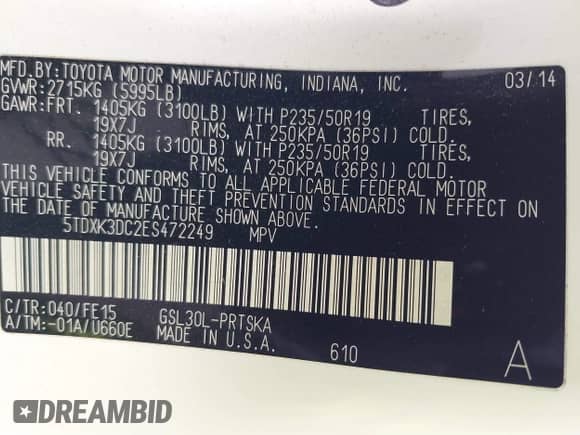 MFD.BY:TOYOTA MOTOR MANUFACTURING, INDIANA, INC. 03/14
GVWR:2715KG (5995LB)
GAWR:FRT. 1405KG (3100LB) WITH P235/50R19 TIRES,
19X7J RIMS, AT 250KPA (36PSI) COLD.
RR. 1405KG (3100LB) WITH P235/50R19 TIRES,
19X7J RIMS, AT 250KPA (36PSI) COLD.
THIS VEHICLE CONFORMS TO ALL APPLICABLE FEDERAL MOTOR
VEHICLE SAFETY AND THEFT PREVENTION STANDARDS IN EFFECT ON
THE DATE OF MANUFACTURE SHOWN ABOVE.
5TDXK3DC2ES472249 MPV
C/TR:040/FE15 GSL30L-PRTSKA
A/TM:-01A/U660E MADE IN U.S.A.
610 A
DREAMBID